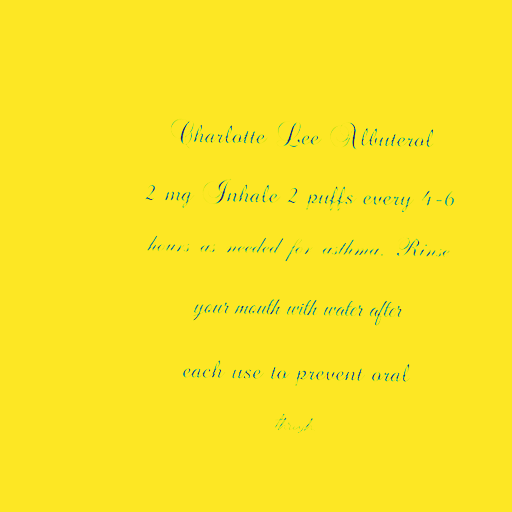 Charlotte Lee Albuterol
2 mg Inhale 2 puffs every 4-6
hours as needed for asthma. Rinse
your mouth with water after
each use to prevent oral